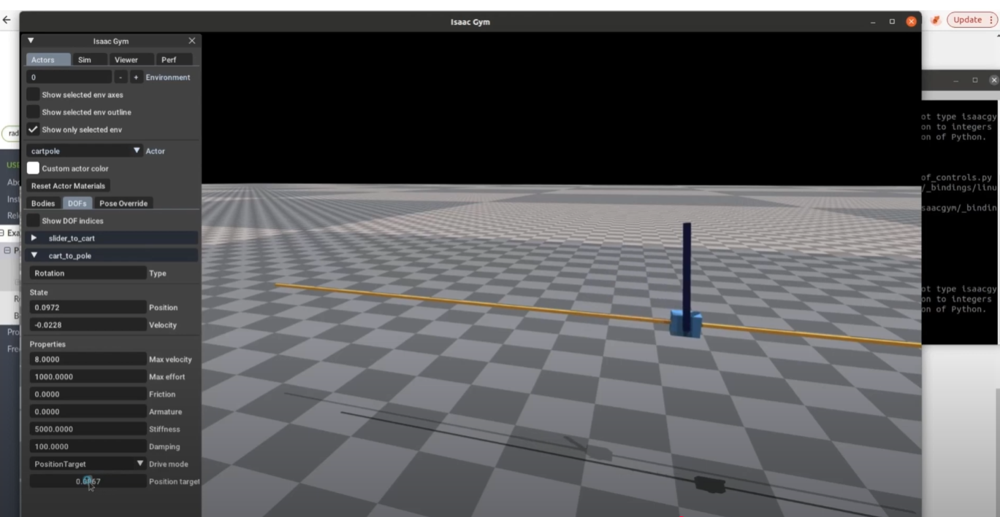 Isaac Gym
Update
Isaac Gym
Actors Sim Viewer Perf
0 - + Environment
Show selected env axes
Show selected env outline
Show only selected env
rad
cartpole Actor
Custom actor color
Reset Actor Materials
Bodies DOFs Pose Override
Show DOF indices
slider_to_cart
cart_to_pole
Rotation Type
State
0.0972 Position
-0.0228 Velocity
Properties
8.0000 Max velocity
1000.0000 Max effort
0.0000 Friction
0.0000 Armature
5000.0000 Stiffness
100.0000 Damping
PositionTarget Drive mode
Position target
USE
Abo
Inst
Rel
Exa
P
R
B
Pro
Fre
ot type isaacgy
on to integers
on of Python.
of_controls.py
/_bindings/linu
saacgym/_bindin
ot type isaacgy
on to integers
on of Python.